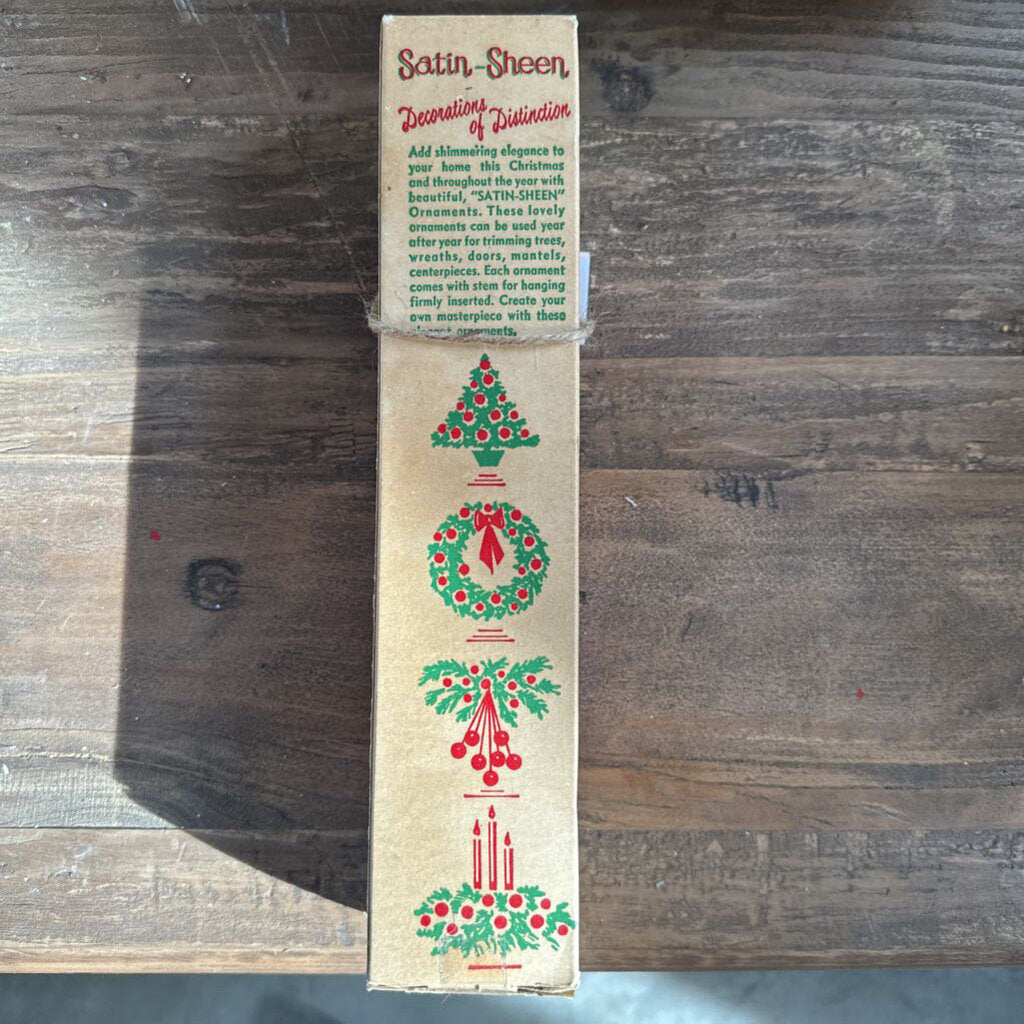 Satin-Sheen
Decorations
of Distinction
Add shimmering elegance to
your home this Christmas
and throughout the year with
beautiful, "SATIN-SHEEN"
Ornaments. These lovely
ornaments can be used year
after year for trimming trees,
wreaths, doors, mantels,
centerpieces. Each ornament
comes with stem for hanging
firmly inserted. Create your
own masterpiece with these
ornaments.